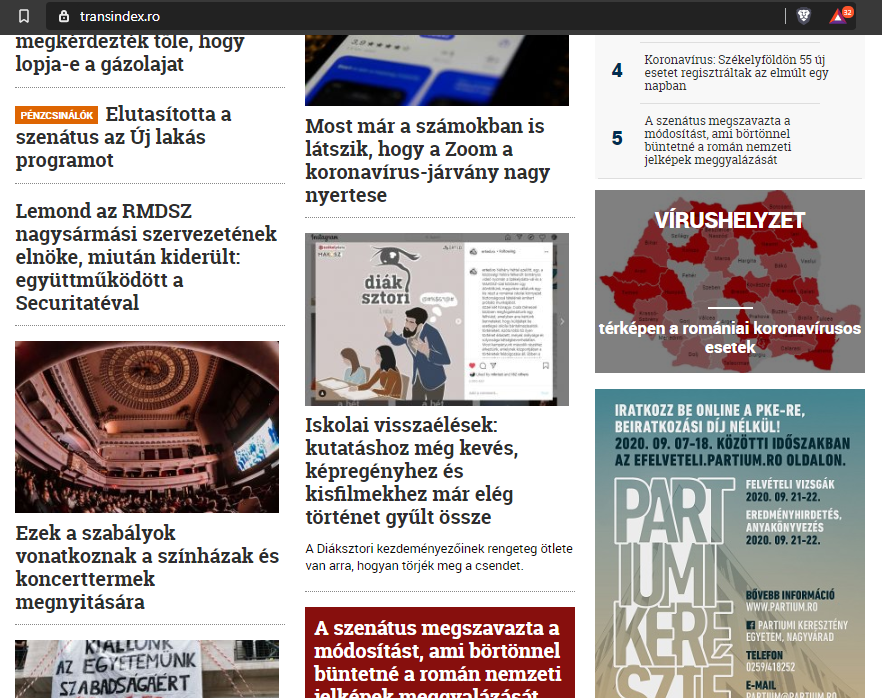 transindex.ro
32
megkérdezték tőle, hogy
lopja-e a gázolajat
PÉNZCSINÁLÓK Elutasította a
szenátus az Új lakás
programot
Lemond az RMDSZ
nagysármási szervezetének
elnöke, miután kiderült:
együttműködött a
Securitatéval
Ezek a szabályok
vonatkoznak a színházak és
koncerttermek
megnyitására
KIÁLLUNK
AZ EGYETEMÜNK
SZABADSÁGÁÉRT
Most már a számokban is
látszik, hogy a Zoom a
koronavírus-járvány nagy
nyertese
Instagram
diák
sztori
Iskolai visszaélések:
kutatáshoz még kevés,
képregényhez és
kisfilmekhez már elég
történet gyűlt össze
A Diáksztori kezdeményezőinek rengeteg ötlete
van arra, hogyan törjék meg a csendet.
A szenátus megszavazta a
módosítást, ami börtönnel
büntetné a román nemzeti
jelképek meggyalázását
4 Koronavírus: Székelyföldön 55 új
esetet regisztráltak az elmúlt egy
napban
5 A szenátus megszavazta a
módosítást, ami börtönnel
büntetné a román nemzeti
jelképek meggyalázását
VÍRUSHELYZET
térképen a romániai koronavírusos
esetek
IRATKOZZ BE ONLINE A PKE-RE,
BEIRATKOZÁSI DÍJ NÉLKÜL!
2020. 09. 07-18. KÖZÖTTI IDŐSZAKBAN
AZ EFELVETELI.PARTIUM.RO OLDALON.
FELVÉTELI VIZSGÁK
2020. 09. 21-22.
EREDMÉNYHIRDETÉS,
ANYAKÖNYVEZÉS
2020. 09. 21-22.
PART
IUMI
KERE
SZTÉ
BŐVEBB INFORMÁCIÓ
WWW.PARTIUM.RO
PARTIUMI KERESZTÉNY
EGYETEM, NAGYVÁRAD
TELEFON
0259/418252
E-MAIL
PARTIUM@PARTIUM.RO